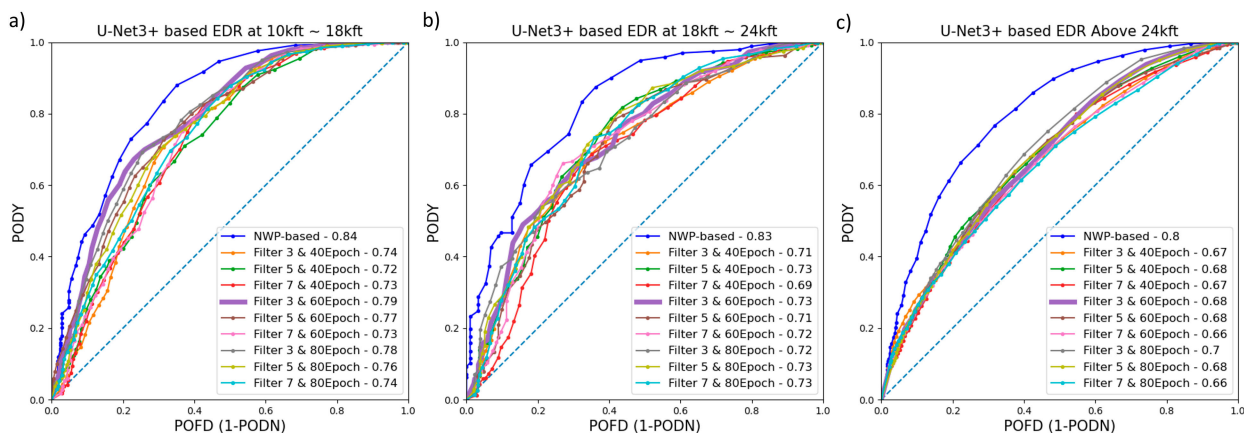 a)
U-Net3+ based EDR at 10kft ~ 18kft
1.0
0.8
0.6
0.4
0.2
0.0
PODY
NWP-based - 0.84
Filter 3 & 40Epoch - 0.74
Filter 5 & 40Epoch - 0.72
Filter 7 & 40Epoch - 0.73
Filter 3 & 60Epoch - 0.79
Filter 5 & 60Epoch - 0.77
Filter 7 & 60Epoch - 0.73
Filter 3 & 80Epoch - 0.78
Filter 5 & 80Epoch - 0.76
Filter 7 & 80Epoch - 0.74
0.0 0.2 0.4 0.6 0.8 1.0
POFD (1-PODN)
b)
U-Net3+ based EDR at 18kft ~ 24kft
1.0
0.8
0.6
0.4
0.2
0.0
NWP-based - 0.83
Filter 3 & 40Epoch - 0.71
Filter 5 & 40Epoch - 0.73
Filter 7 & 40Epoch - 0.69
Filter 3 & 60Epoch - 0.73
Filter 5 & 60Epoch - 0.71
Filter 7 & 60Epoch - 0.72
Filter 3 & 80Epoch - 0.72
Filter 5 & 80Epoch - 0.73
Filter 7 & 80Epoch - 0.73
0.0 0.2 0.4 0.6 0.8 1.0
POFD (1-PODN)
c)
U-Net3+ based EDR Above 24kft
1.0
0.8
0.6
0.4
0.2
0.0
PODY
NWP-based - 0.8
Filter 3 & 40Epoch - 0.67
Filter 5 & 40Epoch - 0.68
Filter 7 & 40Epoch - 0.67
Filter 3 & 60Epoch - 0.68
Filter 5 & 60Epoch - 0.68
Filter 7 & 60Epoch - 0.66
Filter 3 & 80Epoch - 0.7
Filter 5 & 80Epoch - 0.68
Filter 7 & 80Epoch - 0.66
0.0 0.2 0.4 0.6 0.8 1.0
POFD (1-PODN)